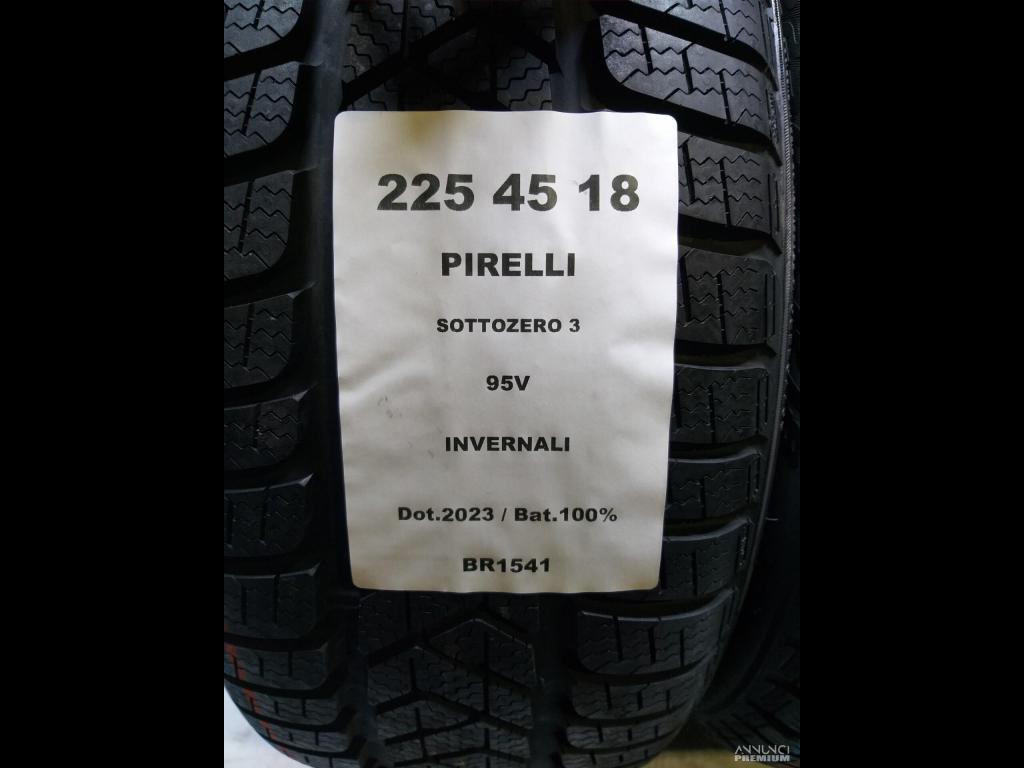 225 45 18
PIRELLI
SOTTOZERO 3
95V
INVERNALI
Dot.2023 / Bat.100%
BR1541
ANNUNCI
PREMIUM